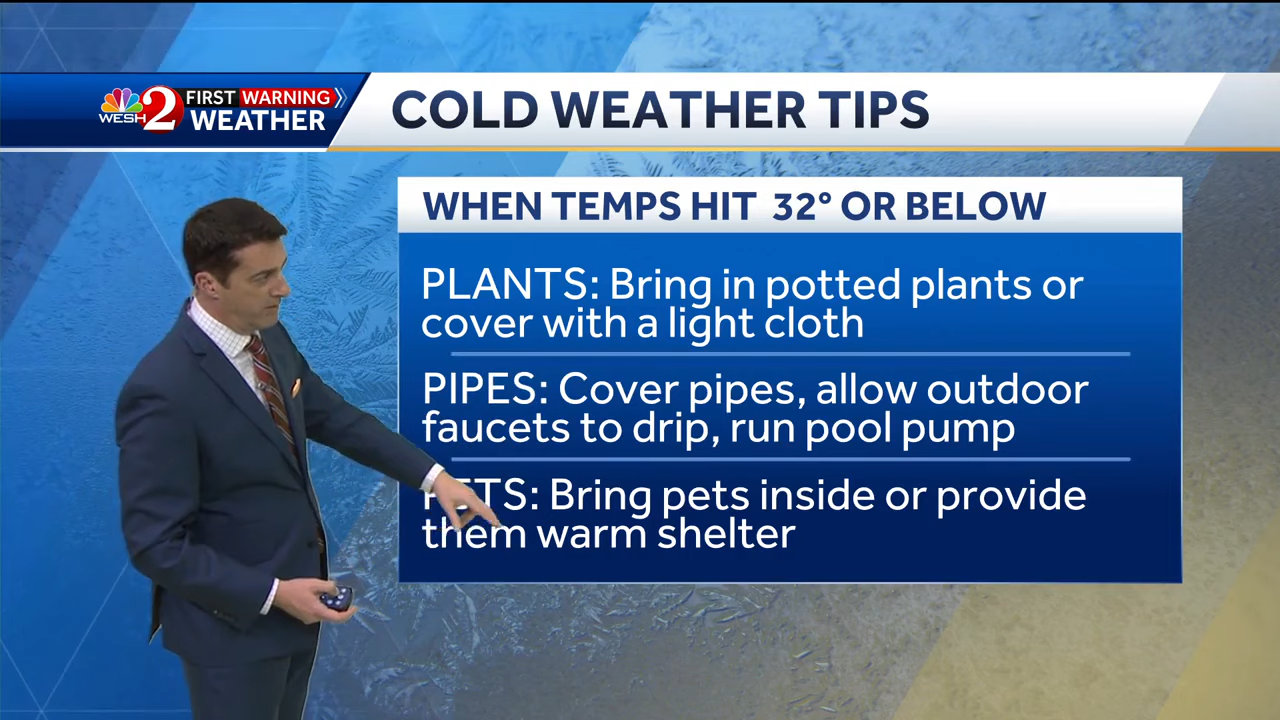 WESH 2 FIRST WARNING
WEATHER
COLD WEATHER TIPS
WHEN TEMPS HIT 32° OR BELOW
PLANTS: Bring in potted plants or
cover with a light cloth
PIPES: Cover pipes, allow outdoor
faucets to drip, run pool pump
PETS: Bring pets inside or provide
them warm shelter